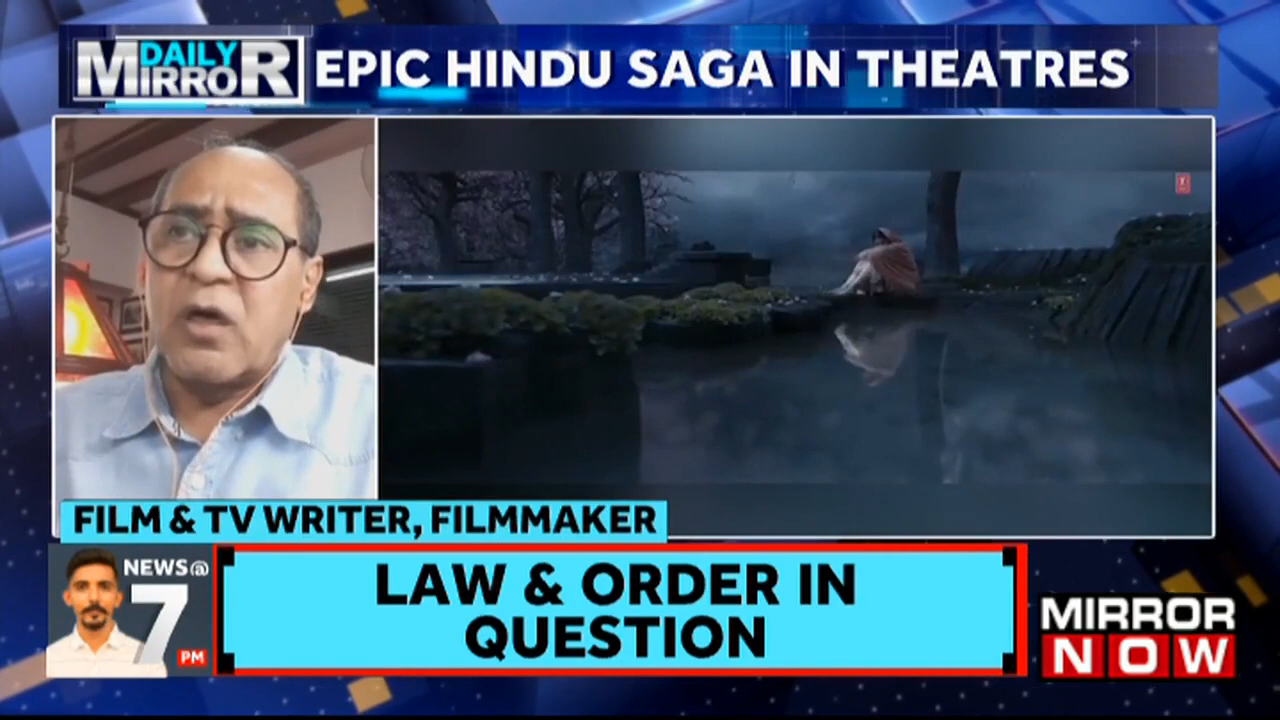 DAILY
MIRROR
EPIC HINDU SAGA IN THEATRES
FILM & TV WRITER, FILMMAKER
NEWS@
7
PM
LAW & ORDER IN
QUESTION
MIRROR
NOW